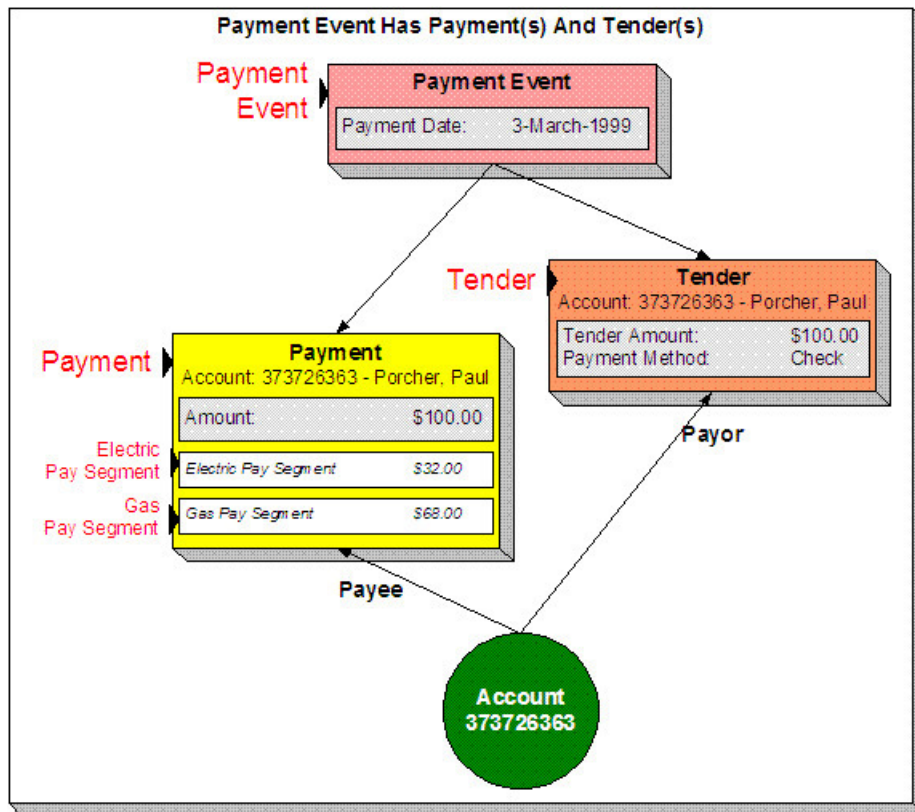 Payment Event Has Payment(s) And Tender(s)
Payment
Event
Payment Event
Payment Date: 3-March-1999
Tender
Tender
Account: 373726363 - Porcher, Paul
Tender Amount: $100.00
Payment Method: Check
Payment
Payment
Account: 373726363 - Porcher, Paul
Amount: $100.00
Electric
Pay Segment
Electric Pay Segment $32.00
Gas
Pay Segment
Gas Pay Segment $68.00
Payor
Payee
Account
373726363